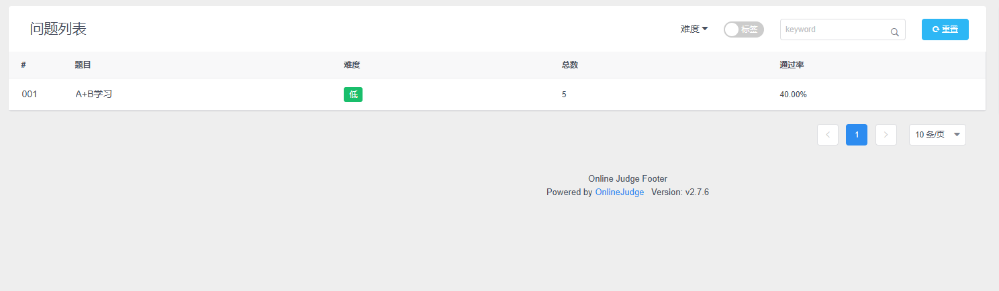 问题列表 难度 标签 keyword 重置
# 题目 难度 总数 通过率
001 A+B学习 低 5 40.00%
1 10 条/页
Online Judge Footer
Powered by OnlineJudge Version: v2.7.6